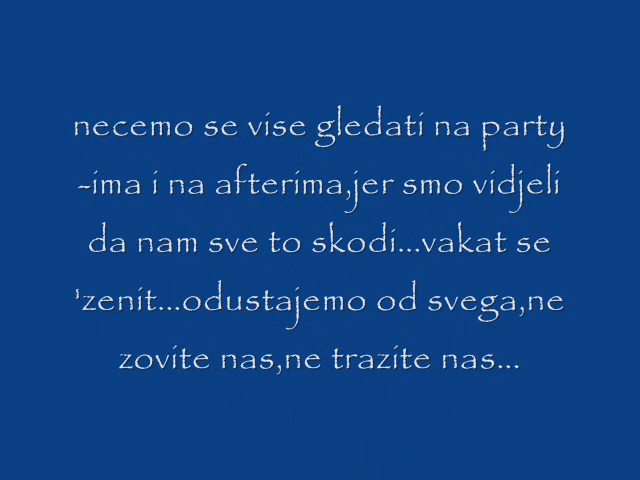 necemo se vise gledati na party
-ima i na afterima,jer smo vidjeli
da nam sve to skodi...vakat se
'zenit...odustajemo od svega,ne
zovite nas,ne trazite nas...